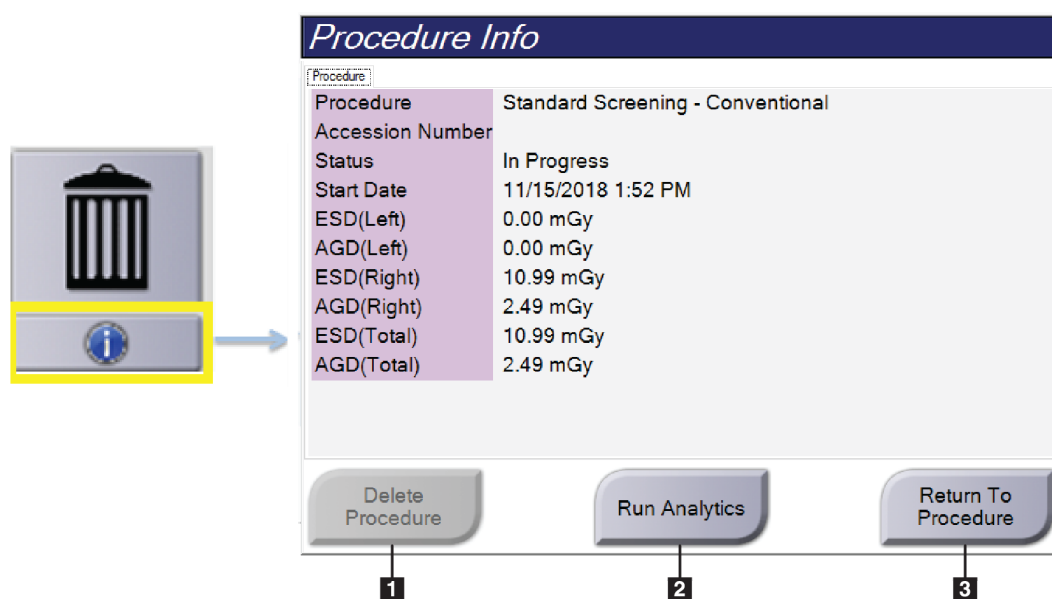 Procedure Info
Procedure
Procedure Standard Screening - Conventional
Accession Number
Status In Progress
Start Date 11/15/2018 1:52 PM
ESD(Left) 0.00 mGy
AGD(Left) 0.00 mGy
ESD(Right) 10.99 mGy
AGD(Right) 2.49 mGy
ESD(Total) 10.99 mGy
AGD(Total) 2.49 mGy
i
Delete
Procedure
Run Analytics
Return To
Procedure
1 2 3